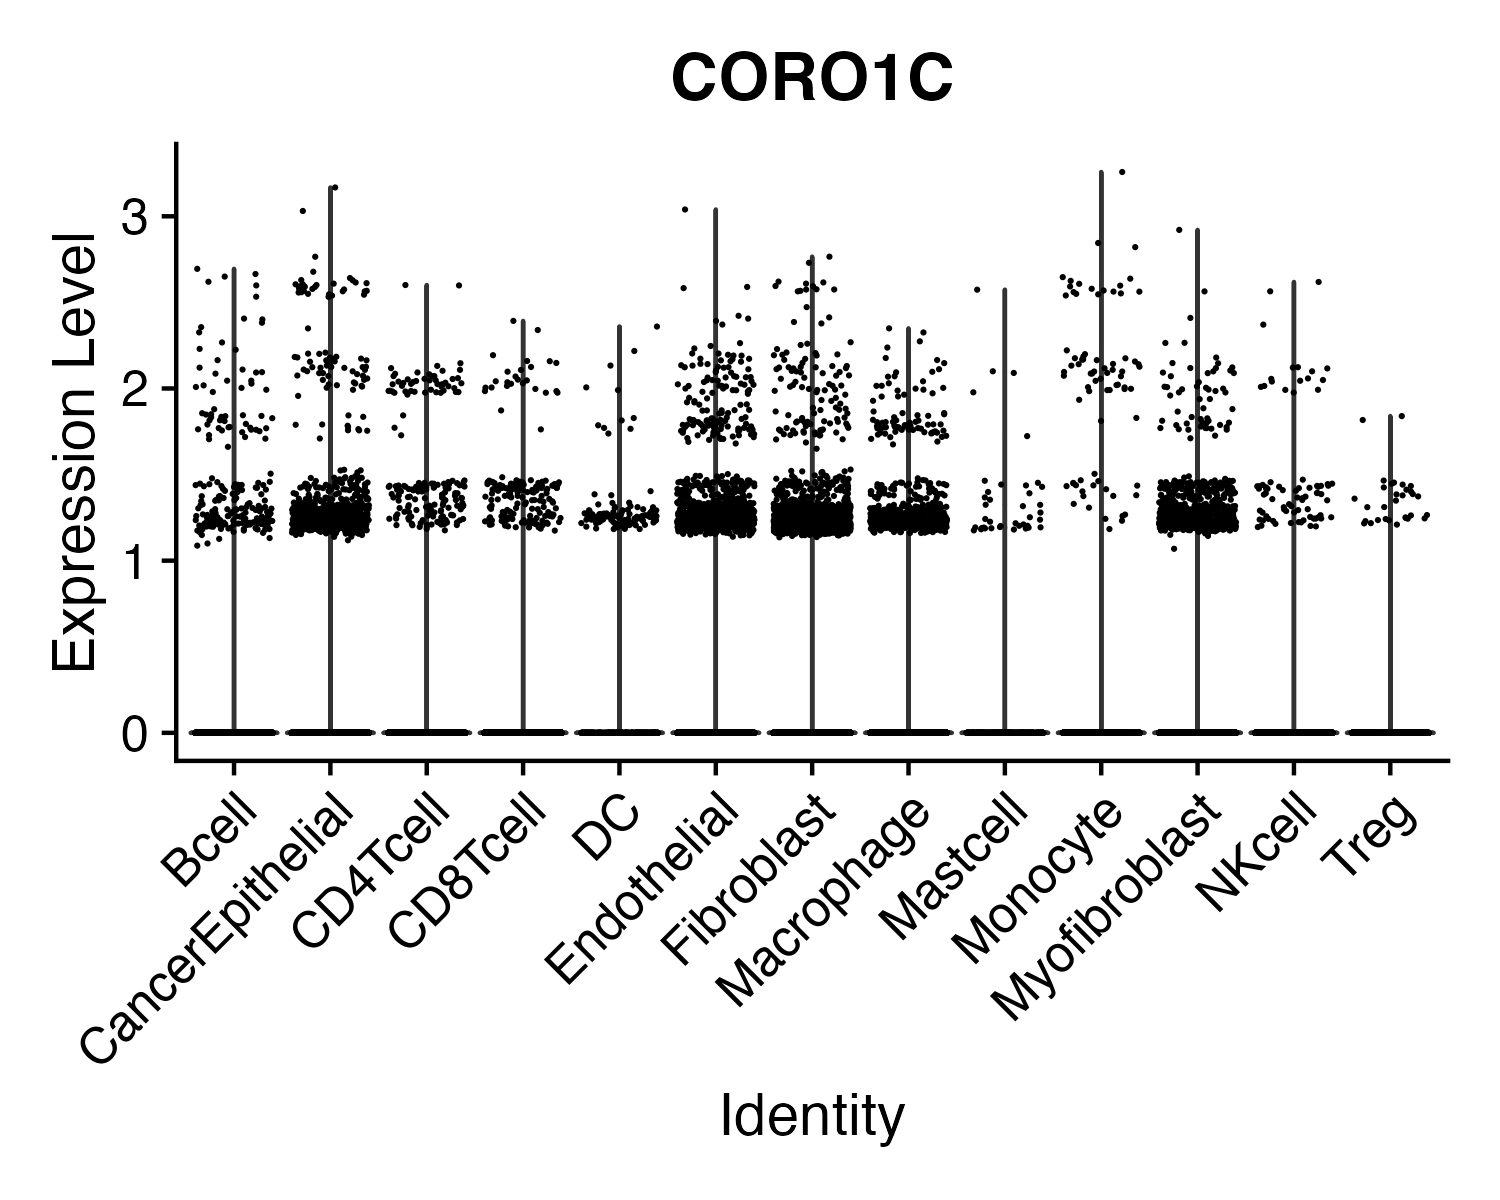 CORO1C
Expression Level
3
2
1
0
Bcell
CancerEpithelial
CD4Tcell
CD8Tcell
DC
Endothelial
Fibroblast
Macrophage
Mastcell
Monocyte
Myofibroblast
NKcell
Treg
Identity